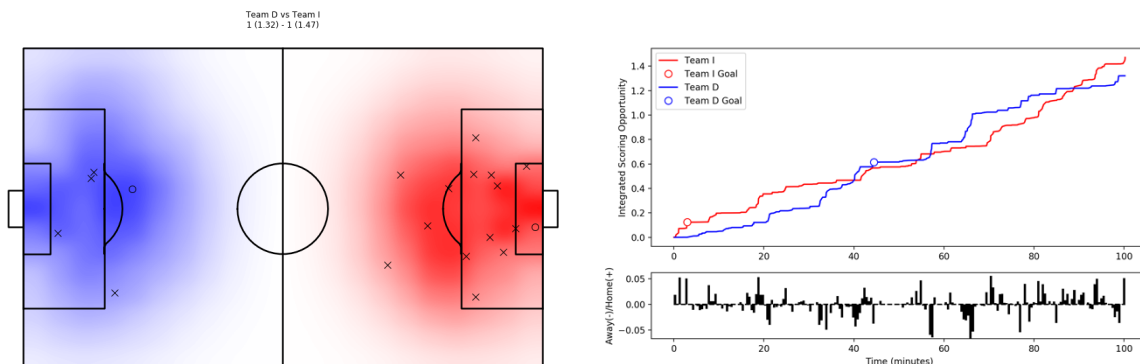 Team D vs Team I
1 (1.32) - 1 (1.47)
Team I
Team I Goal
Team D
Team D Goal
Integrated Scoring Opportunity
1.4
1.2
1.0
0.8
0.6
0.4
0.2
0.0
0
20
40
60
80
100
Away(-)/Home(+)
0.05
0.00
−0.05
0
20
40
60
80
100
Time (minutes)